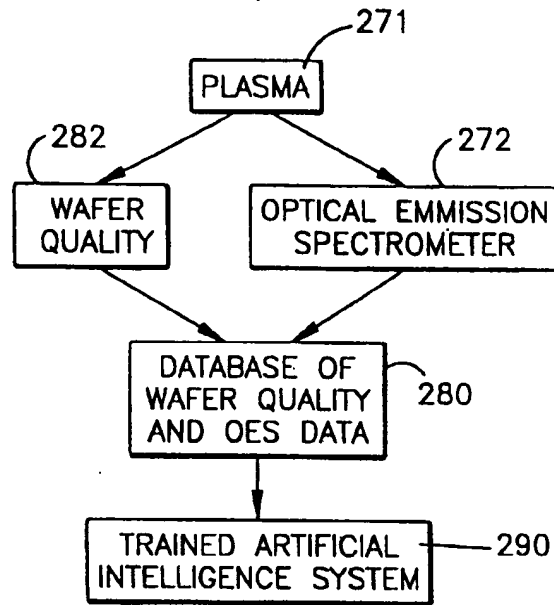 271
PLASMA
282
272
WAFER
QUALITY
OPTICAL EMMISSION
SPECTROMETER
DATABASE OF
WAFER QUALITY
AND OES DATA
280
TRAINED ARTIFICIAL
INTELLIGENCE SYSTEM
290